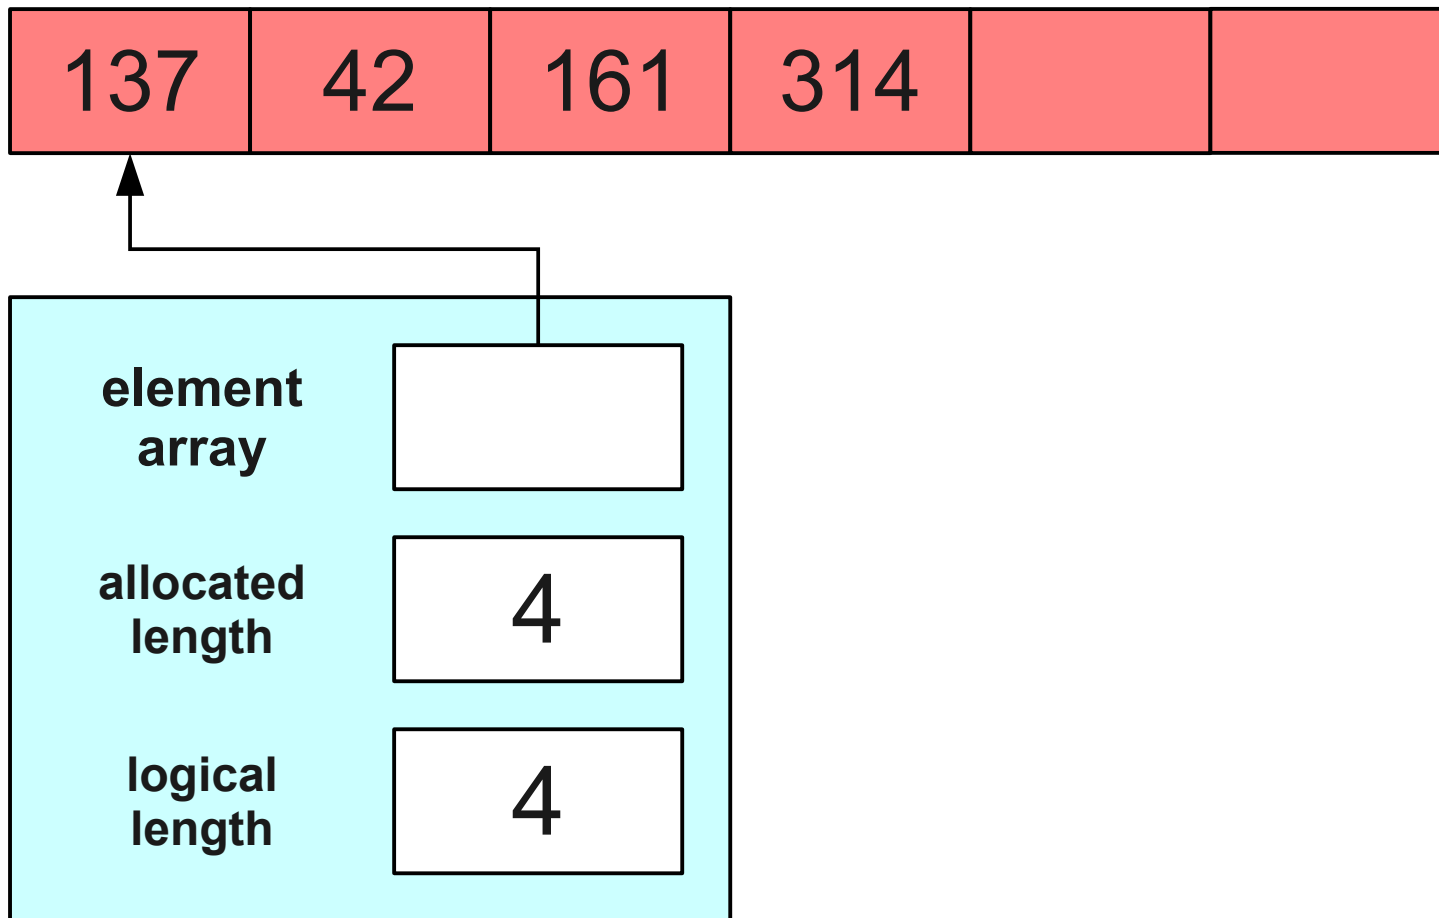 137 42 161 314
element
array
allocated
length
4
logical
length
4